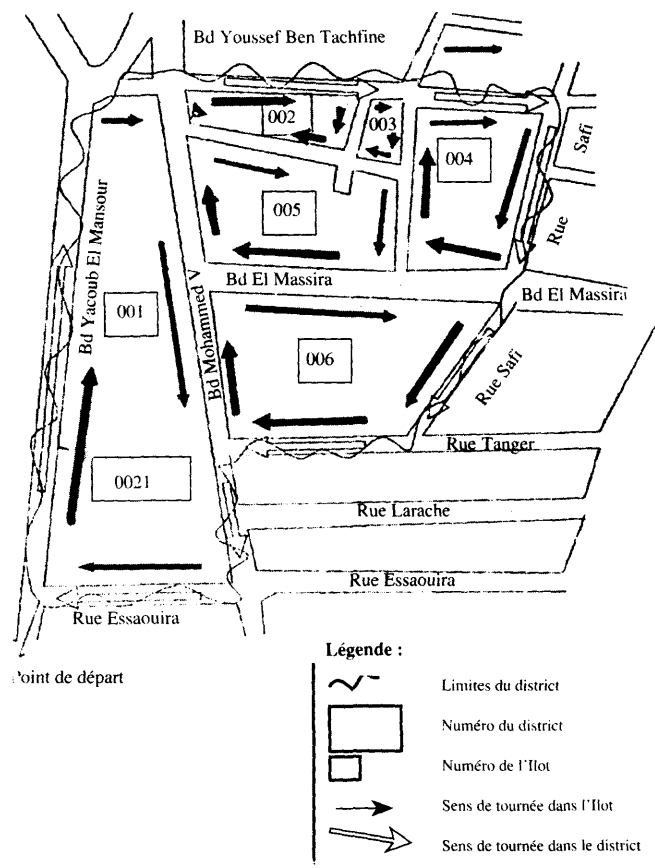 Bd Youssef Ben Tachfine
002
003
004
Safi
005
Rue
Bd El Massira
Bd El Massira
Bd Yacoub El Mansour
001
Bd Mohammed V
006
Rue Safi
Rue Tanger
0021
Rue Larache
Rue Essaouira
Rue Essaouira
Point de départ
Légende :
Limites du district
Numéro du district
Numéro de l'Ilot
Sens de tournée dans l'Ilot
Sens de tournée dans le district